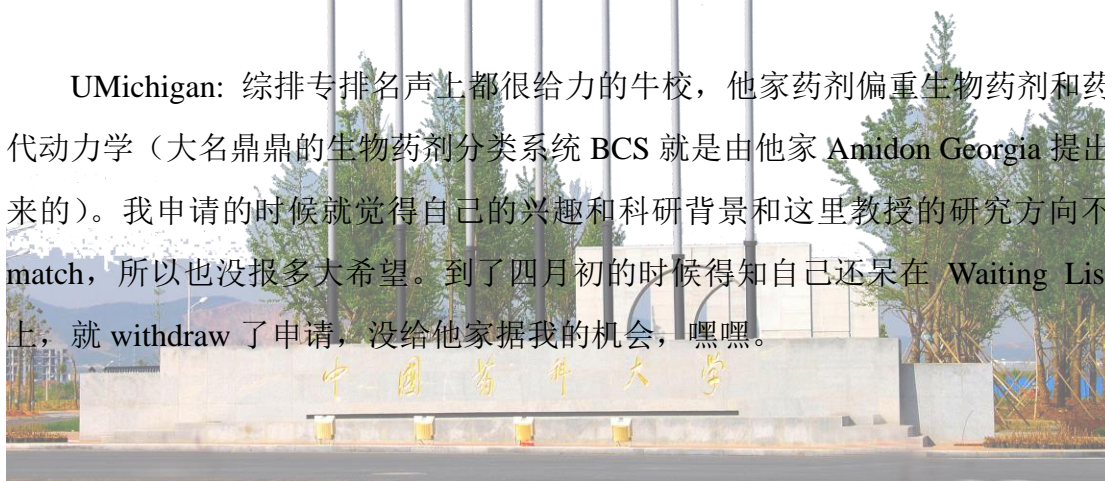 UMichigan: 综排专排名声上都很给力的牛校，他家药剂偏重生物药剂和药
代动力学（大名鼎鼎的生物药剂分类系统 BCS 就是由他家 Amidon Georgia 提出
来的）。我申请的时候就觉得自己的兴趣和科研背景和这里教授的研究方向不
match，所以也没报多大希望。到了四月初的时候得知自己还呆在 Waiting Lis
上，就 withdraw 了申请，没给他家据我的机会，嘿嘿。
中国药科大学